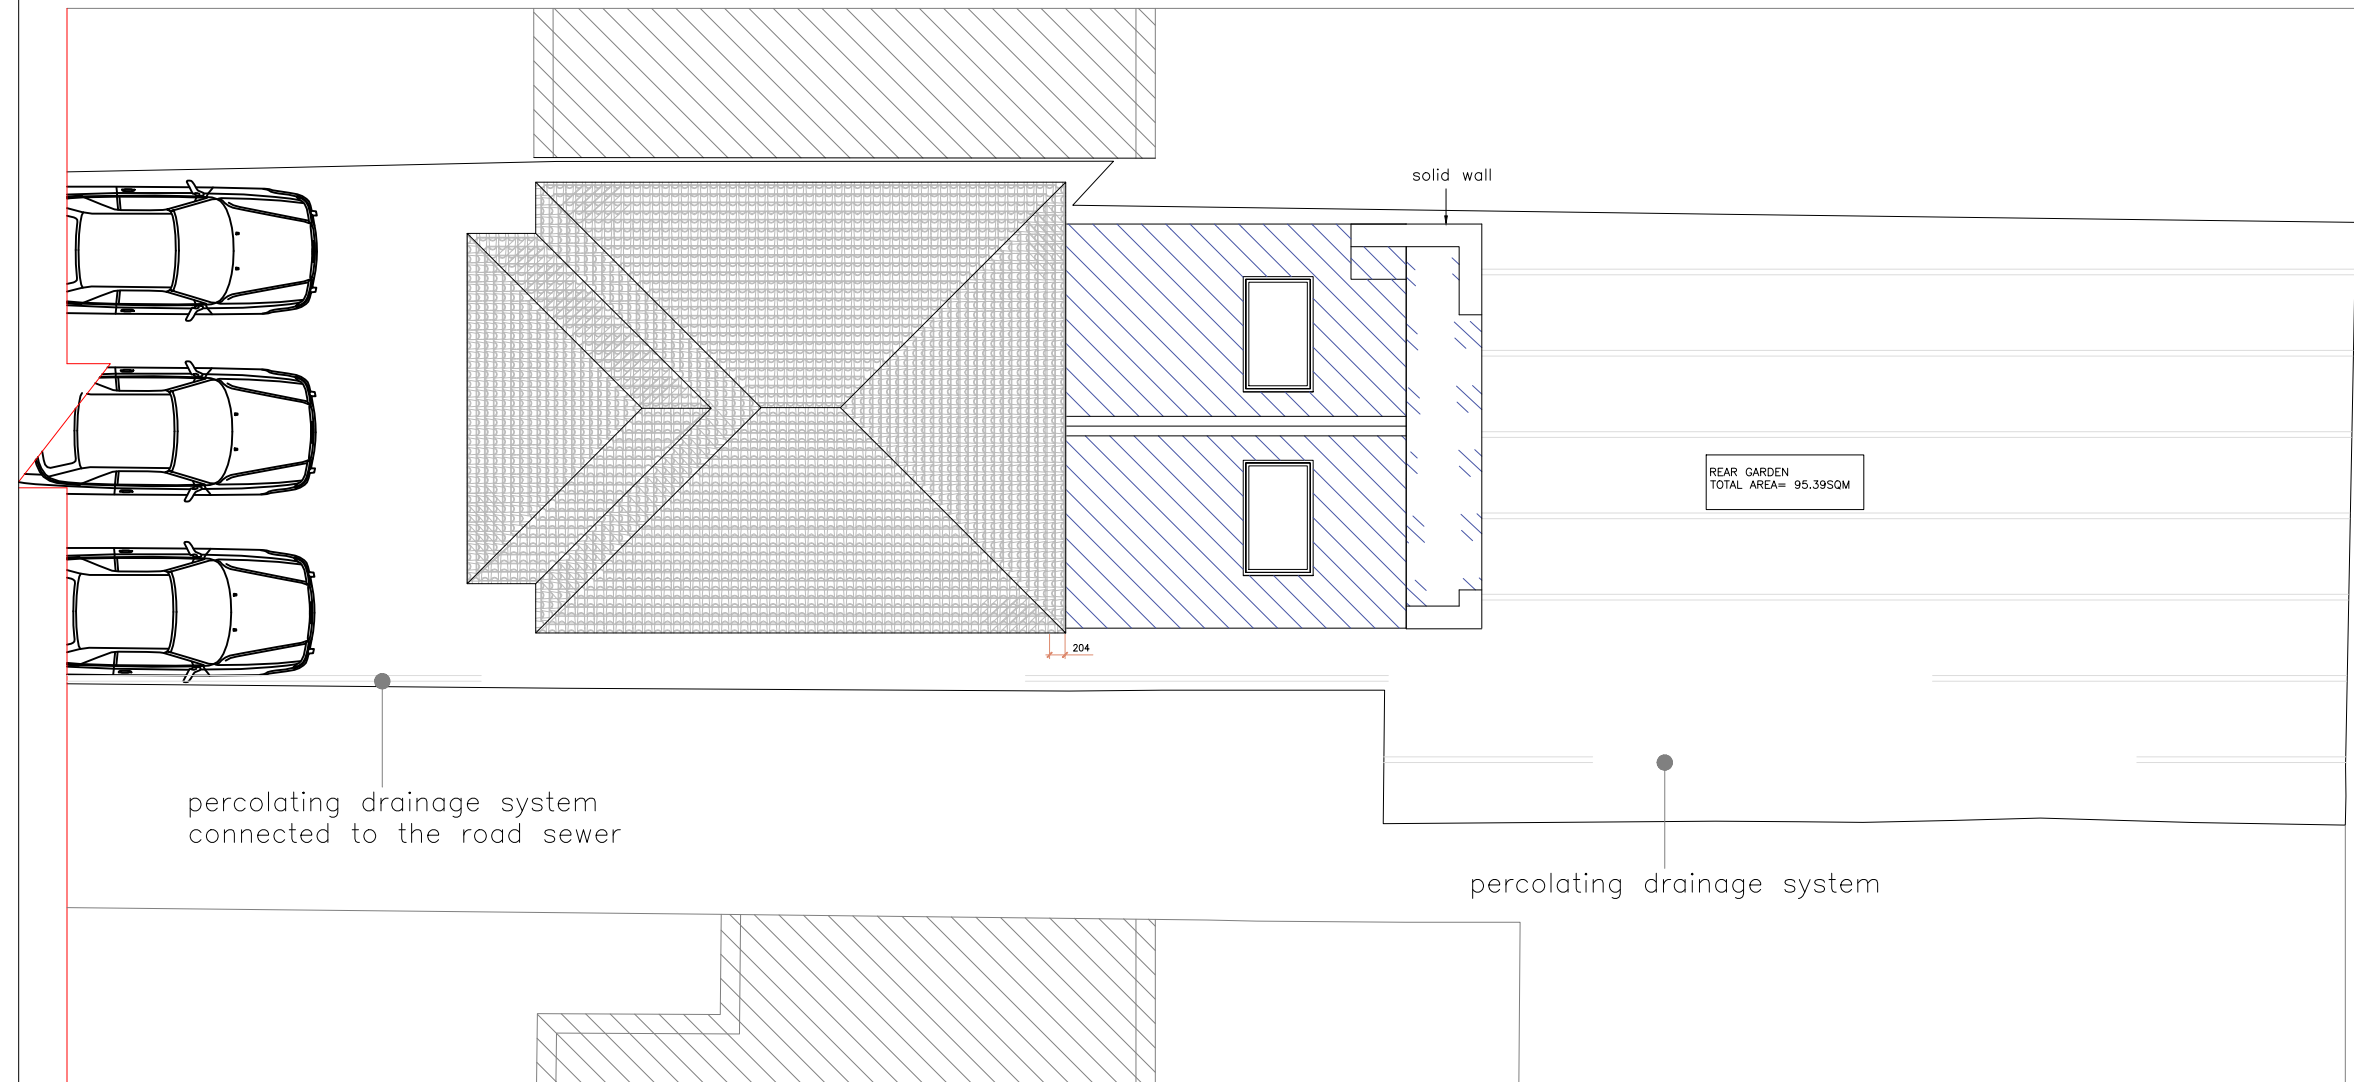 solid wall
REAR GARDEN
TOTAL AREA= 95.39SQM
204
percolating drainage system
connected to the road sewer
percolating drainage system